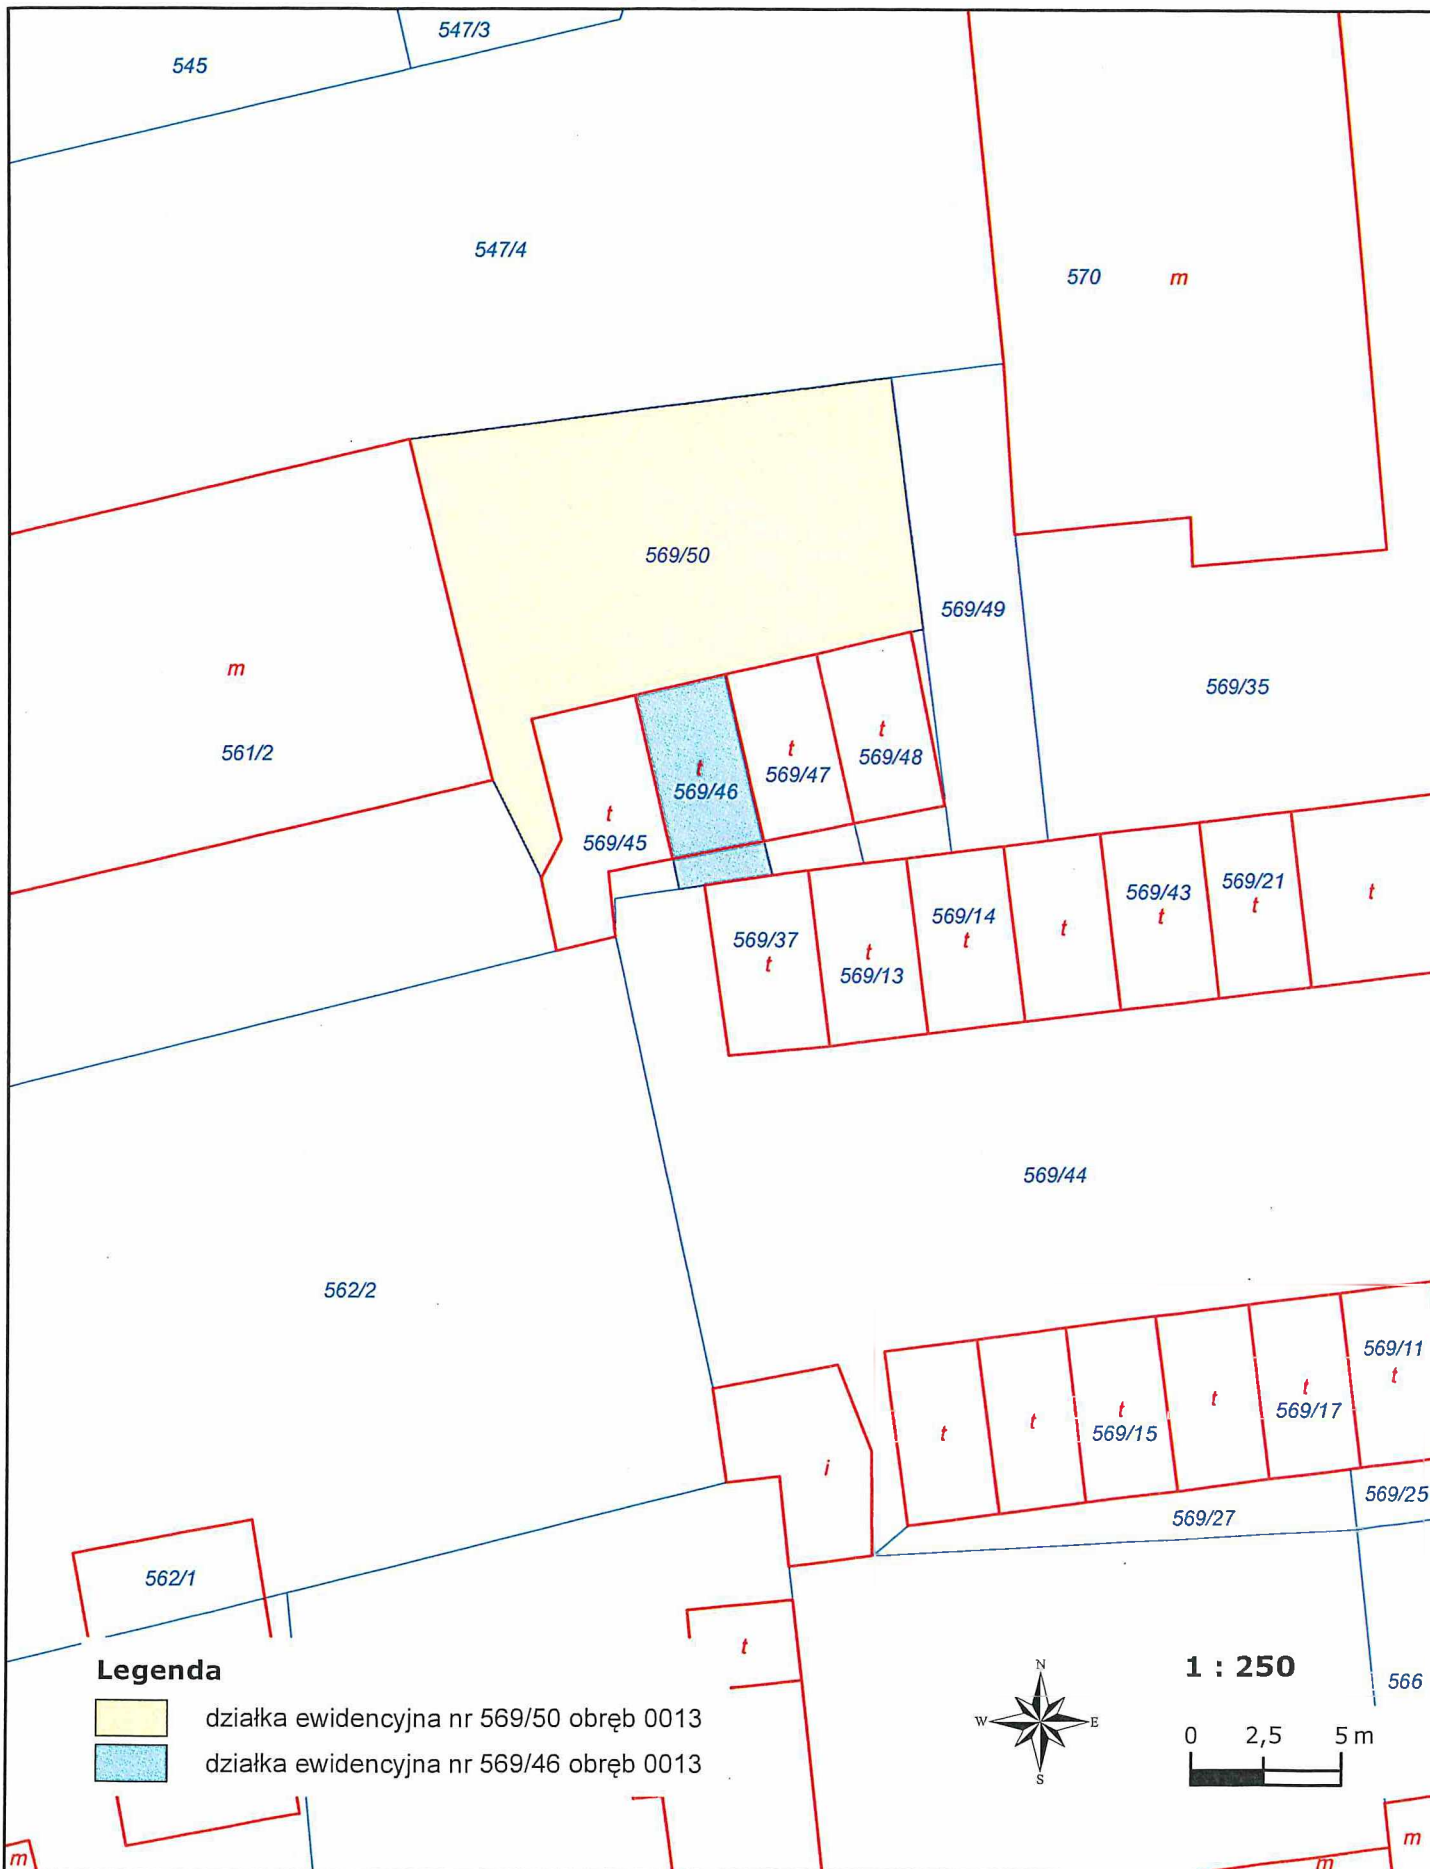 547/3
545
547/4
570 m
569/50
569/49
m
569/35
561/2
t
569/48
t
569/47
t
569/46
t
569/45
569/21
t
569/43
t
t
569/14
t
t
569/37
t
t
569/13
569/44
562/2
569/11
t
t
569/17
t
t
569/15
t
t
i
569/25
569/27
562/1
t
Legenda
działka ewidencyjna nr 569/50 obręb 0013
działka ewidencyjna nr 569/46 obręb 0013
N
W E
S
1 : 250
0 2,5 5 m
566
m
m
m